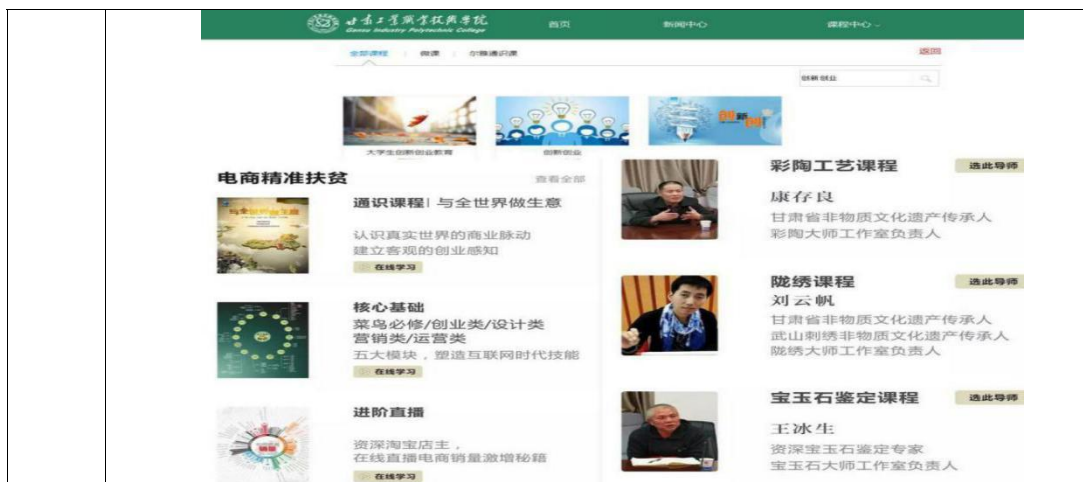 甘肃工业职业技术学院
Gansu Industry Polytechnic College
首页
新闻中心
课程中心
全部课程
微课
尔雅通识课
返回
创新创业
创新创
大学生创新创业教育
创新创业
电商精准扶贫
查看全部
与全世界做生意
通识课程| 与全世界做生意
认识真实世界的商业脉动
建立客观的创业感知
在线学习
核心基础
菜鸟必修/创业类/设计类
营销类/运营类
五大模块，塑造互联网时代技能
在线学习
进阶直播
资深淘宝店主，
在线直播电商销量激增秘籍
在线学习
销量
彩陶工艺课程
选此导师
康存良
甘肃省非物质文化遗产传承人
彩陶大师工作室负责人
陇绣课程
选此导师
刘云帆
甘肃省非物质文化遗产传承人
武山刺绣非物质文化遗产传承人
陇绣大师工作室负责人
宝玉石鉴定课程
选此导师
王冰生
资深宝玉石鉴定专家
宝玉石大师工作室负责人